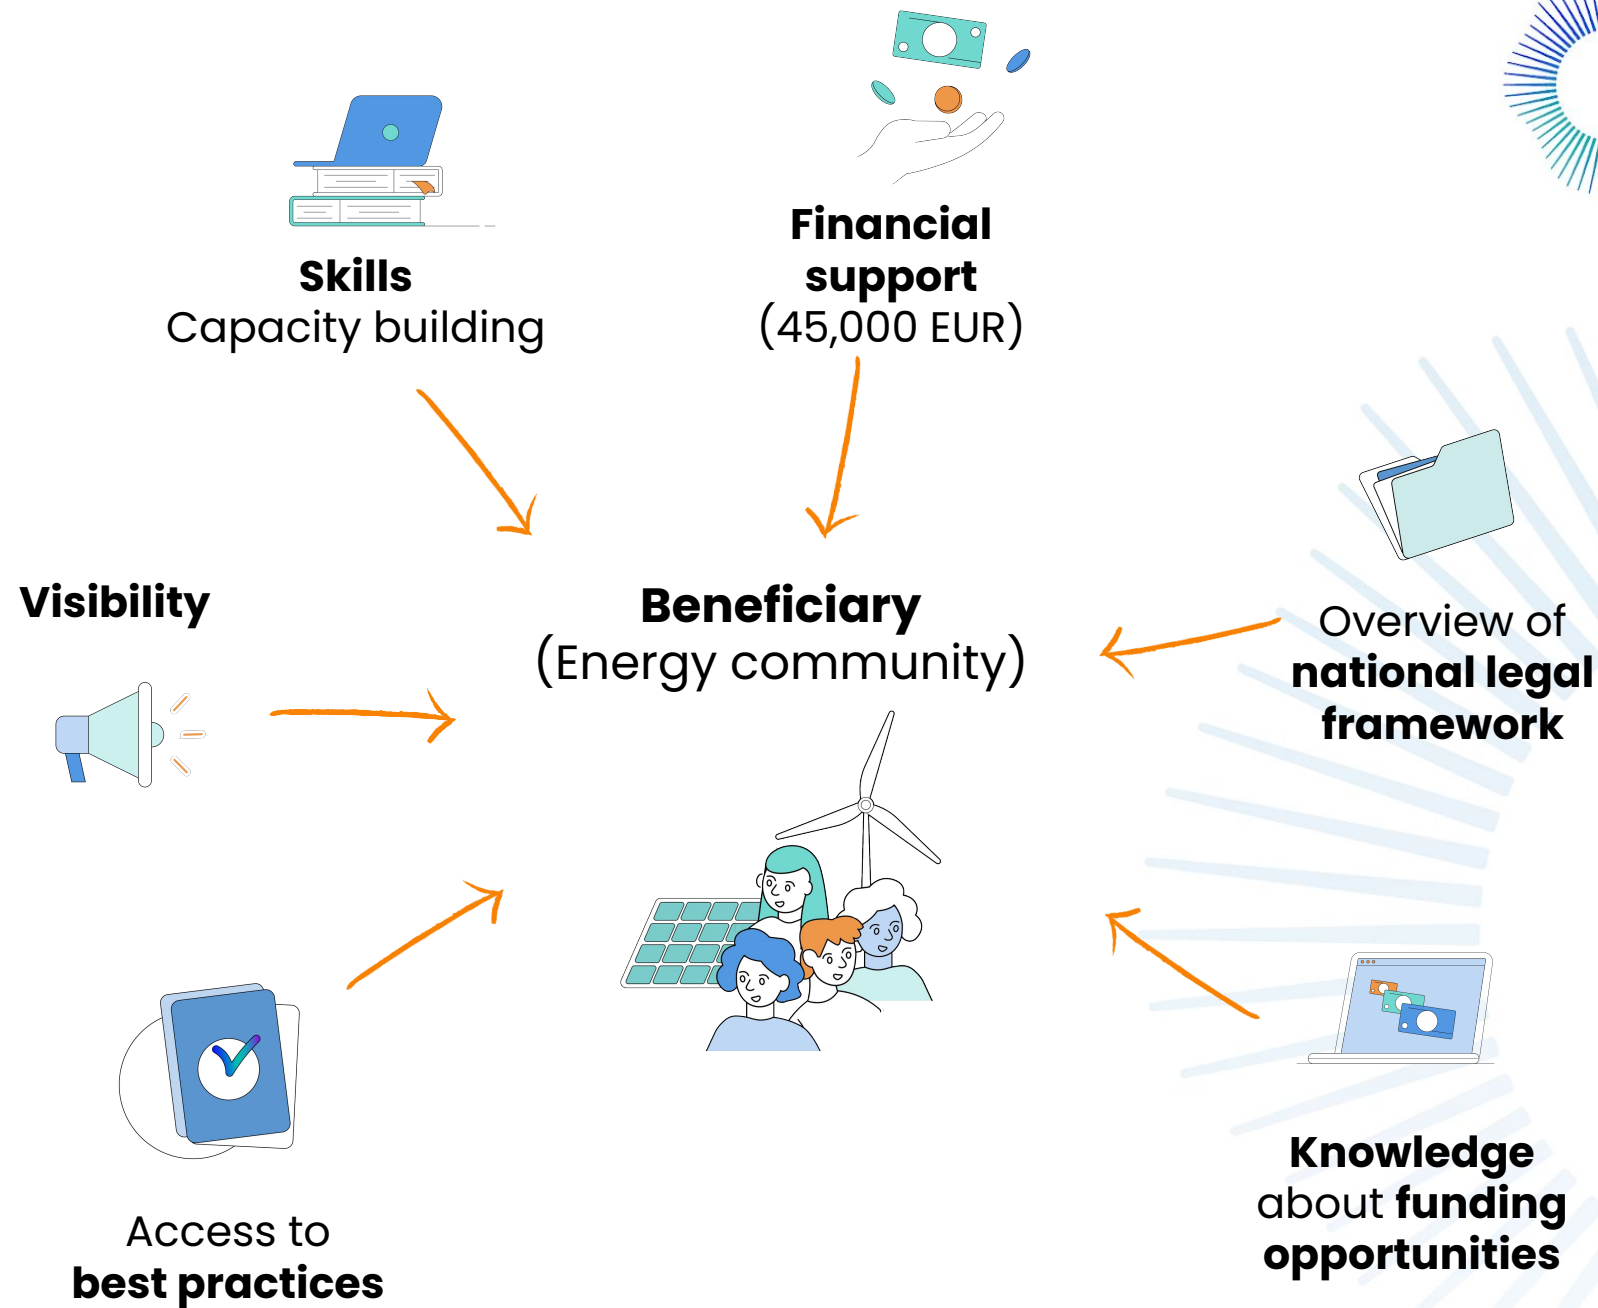 Skills
Capacity building
Financial
support
(45,000 EUR)
Visibility
Beneficiary
(Energy community)
Overview of
national legal
framework
Access to
best practices
Knowledge
about funding
opportunities